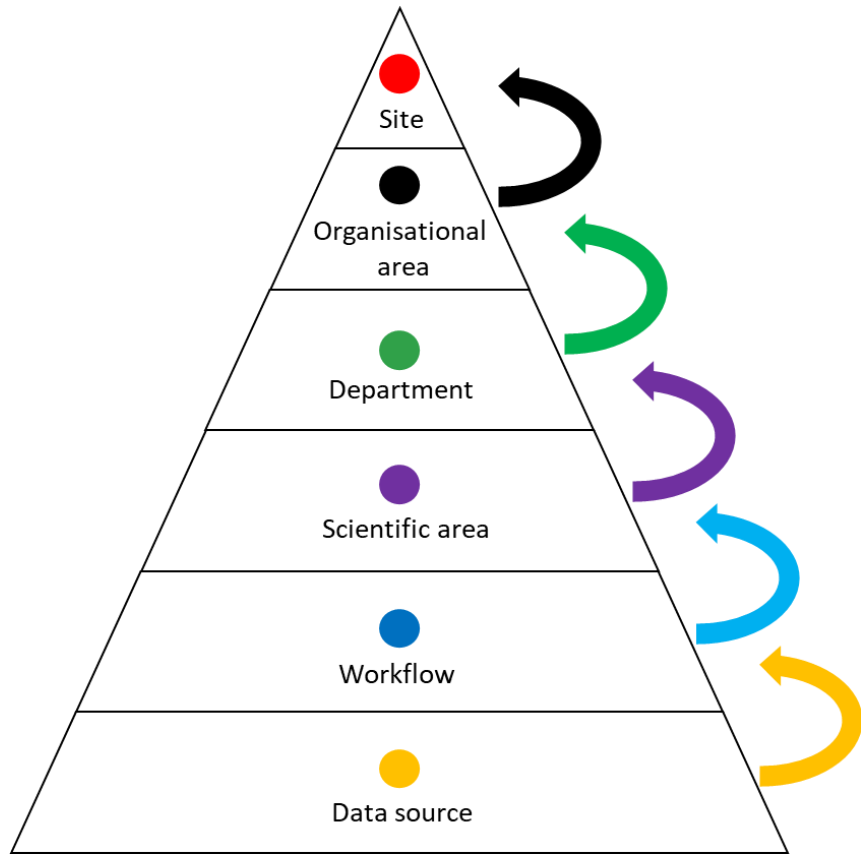 Site
Organisational
area
Department
Scientific area
Workflow
Data source